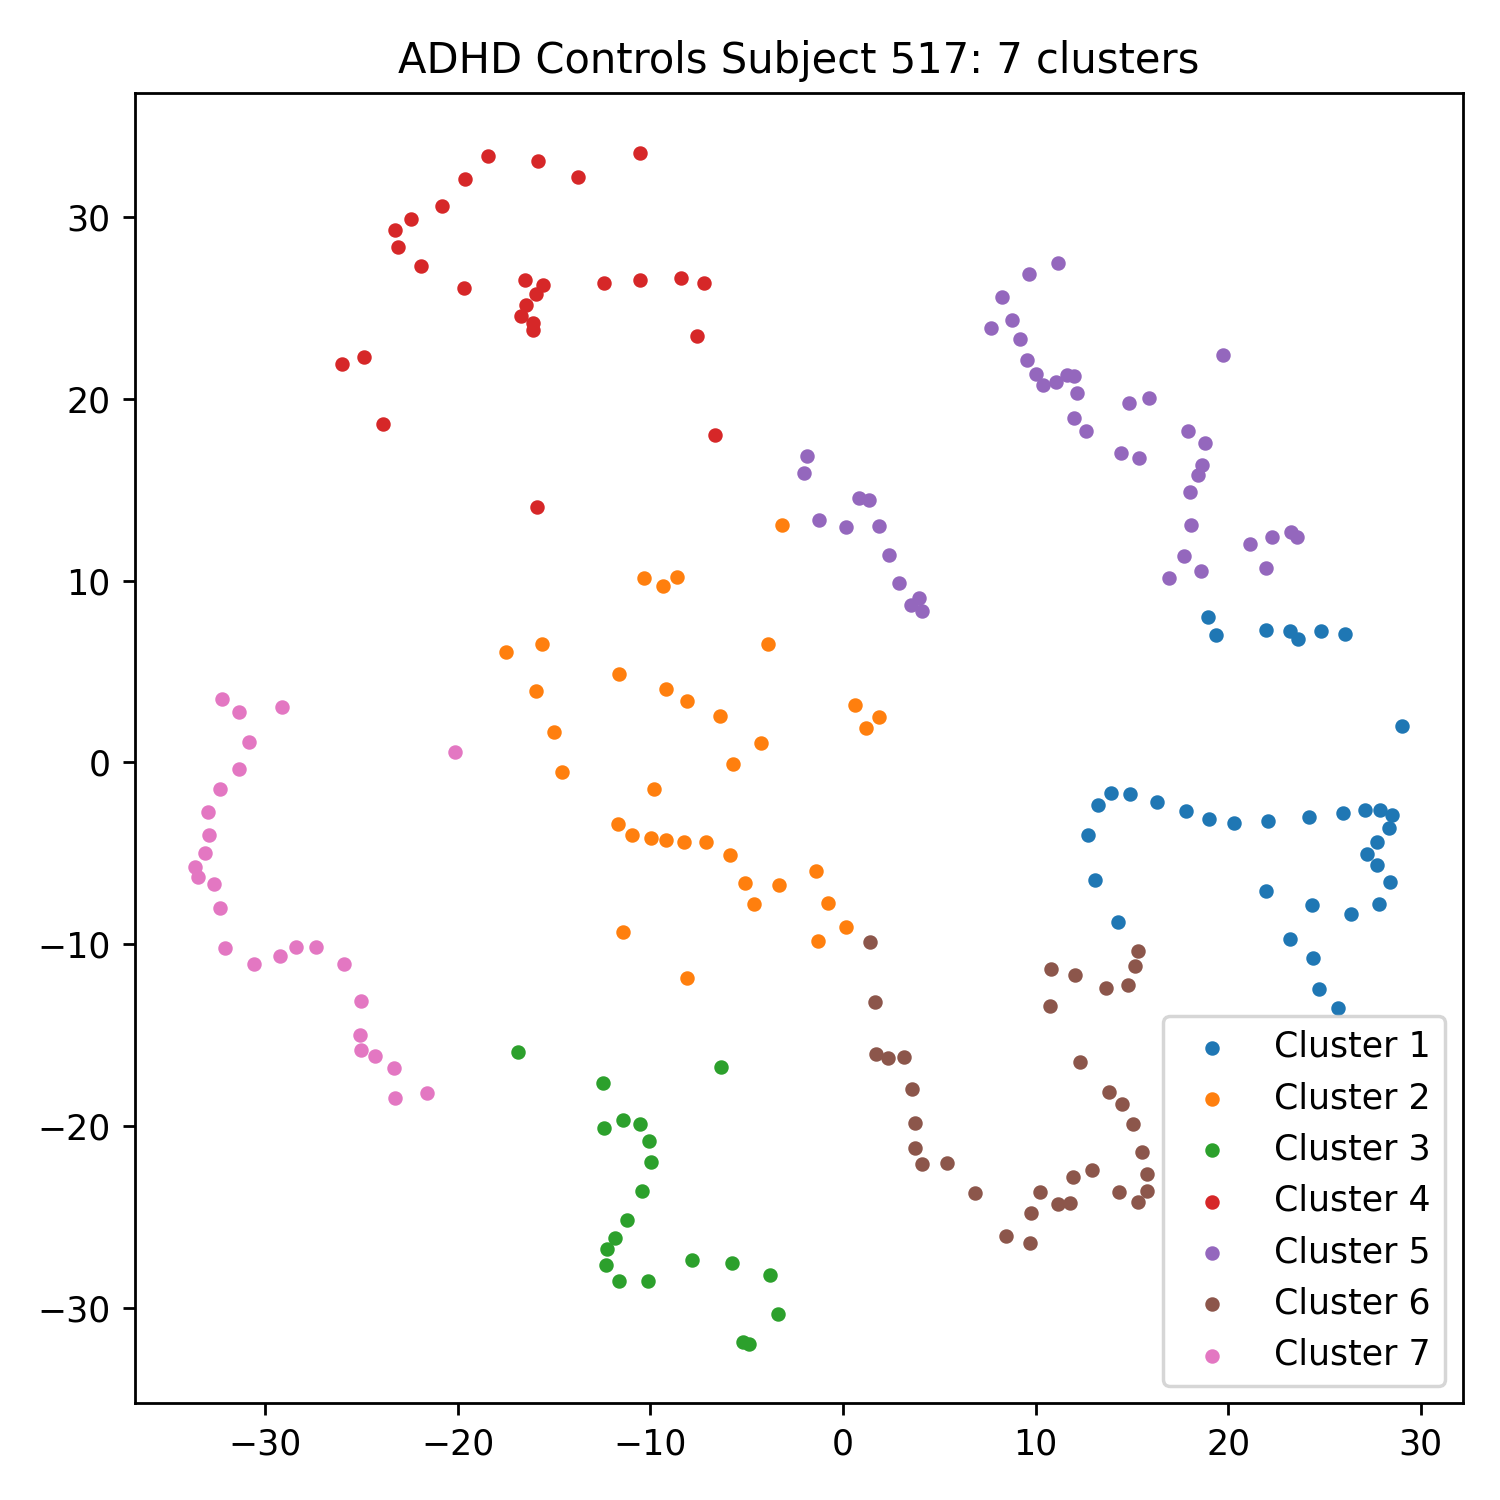 ADHD Controls Subject 517: 7 clusters
30
20
10
0
−10
−20
−30
−30 −20 −10 0 10 20 30
Cluster 1
Cluster 2
Cluster 3
Cluster 4
Cluster 5
Cluster 6
Cluster 7